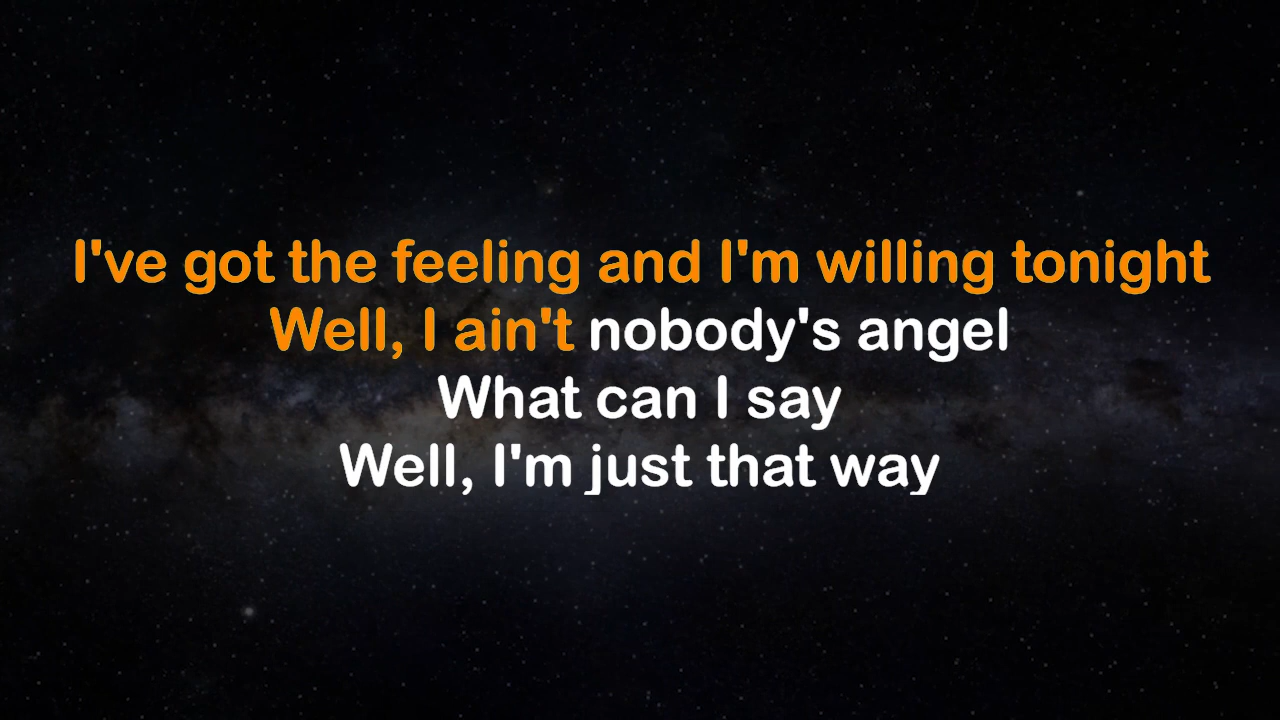 I've got the feeling and I'm willing tonight
Well, I ain't nobody's angel
What can I say
Well, I'm just that way